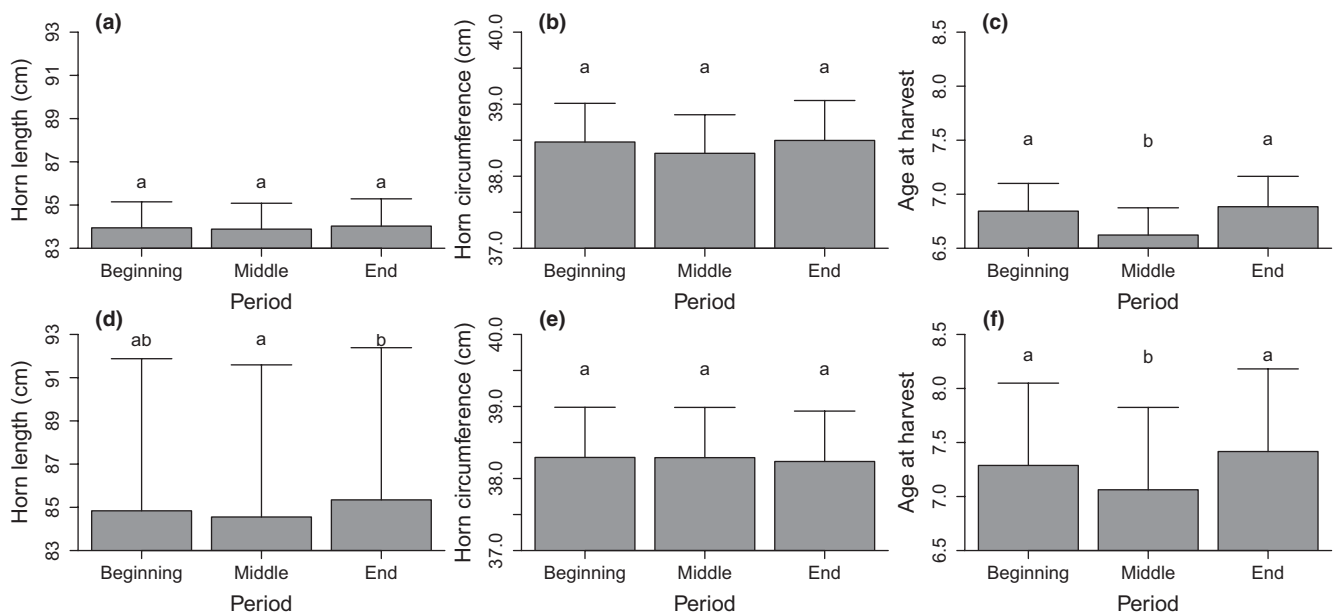 (a)
Horn length (cm)
93
91
89
87
85
83
a a a
Beginning Middle End
Period
(b)
Horn circumference (cm)
40.0
39.0
38.0
37.0
a a a
Beginning Middle End
Period
(c)
Age at harvest
8.5
8.0
7.5
7.0
6.5
a b a
Beginning Middle End
Period
(d)
Horn length (cm)
93
91
89
87
85
83
ab a b
Beginning Middle End
Period
(e)
Horn circumference (cm)
40.0
39.0
38.0
37.0
a a a
Beginning Middle End
Period
(f)
Age at harvest
8.5
8.0
7.5
7.0
6.5
a b a
Beginning Middle End
Period